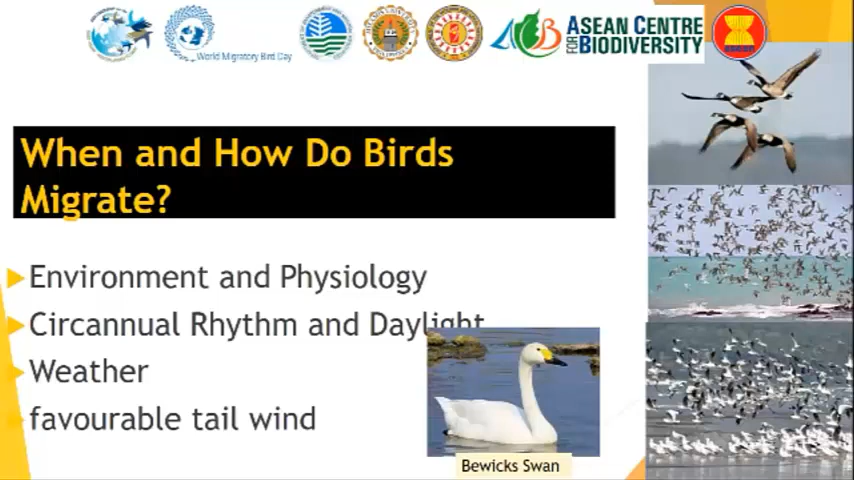 World Migratory Bird Day
ASEAN CENTRE
FOR BIODIVERSITY
asean
When and How Do Birds
Migrate?
Environment and Physiology
Circannual Rhythm and Daylight
Weather
favourable tail wind
Bewicks Swan